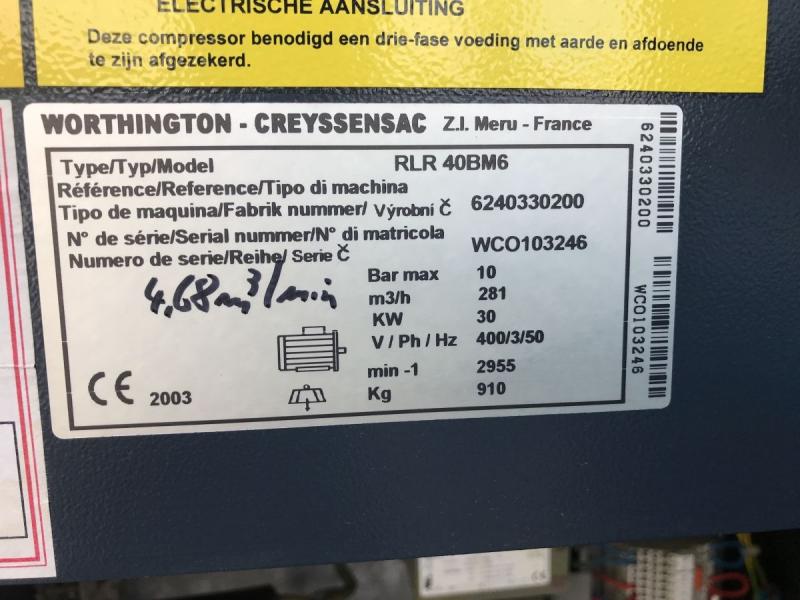 ELECTRISCHE AANSLUITING
Deze compressor benodigd een drie-fase voeding met aarde en afdoende
te zijn afgezekerd.
WORTHINGTON - CREYSSENSAC Z.I. Meru - France
Type/Typ/Model RLR 40BM6
Référence/Reference/Tipo di machina
Tipo de maquina/Fabrik nummer/ Výrobní Č 6240330200
N° de série/Serial nummer/N° di matricola
Numero de serie/Reihe/ Serie Č WCO103246
4,68m³/min
Bar max 10
m3/h 281
KW 30
V / Ph / Hz 400/3/50
min -1 2955
Kg 910
CE 2003
6240330200
WCO103246